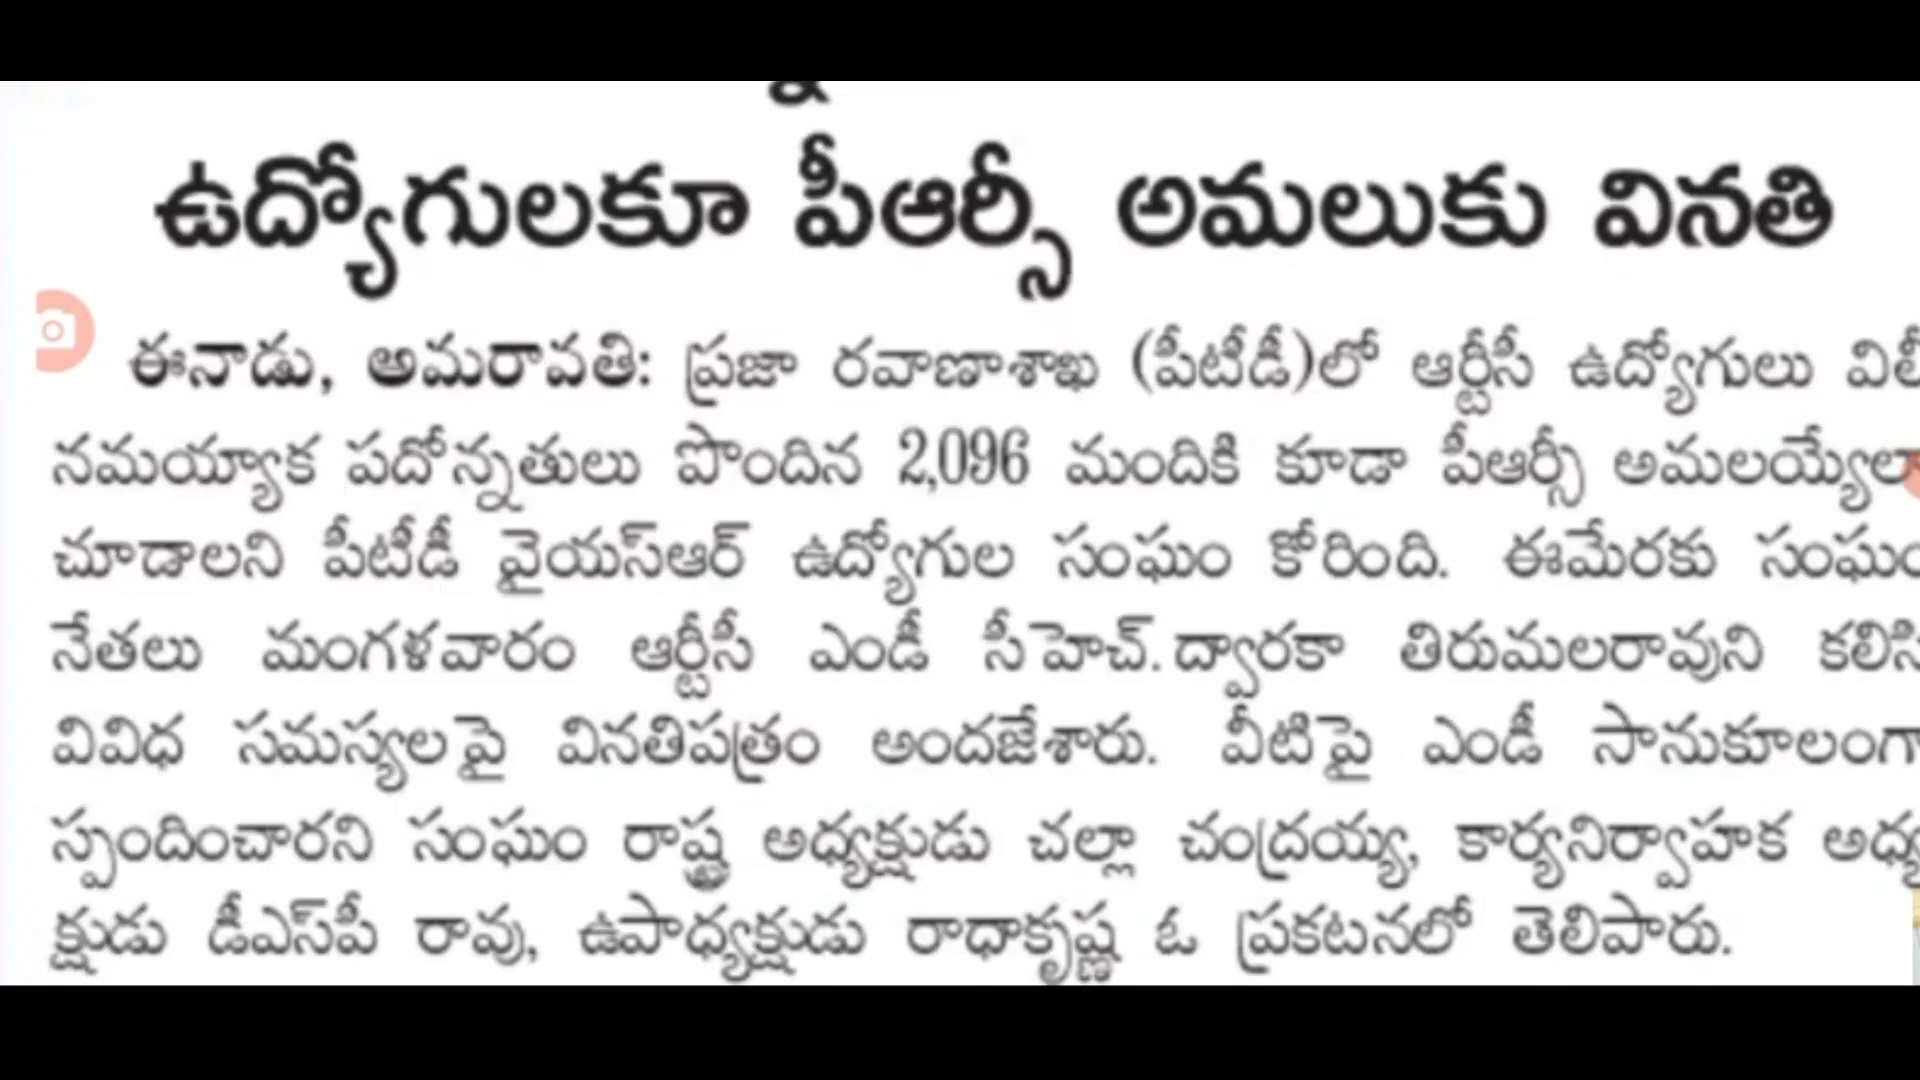 ఉద్యోగులకూ పీఆర్సీ అమలుకు వినతి
ఈనాడు, అమరావతి: ప్రజా రవాణాశాఖ (పీటీడీ)లో ఆర్టీసీ ఉద్యోగులు విలీ
నమయ్యాక పదోన్నతులు పొందిన 2,096 మందికి కూడా పీఆర్సీ అమలయ్యేలా
చూడాలని పీటీడీ వైయస్ఆర్ ఉద్యోగుల సంఘం కోరింది. ఈమేరకు సంఘం
నేతలు మంగళవారం ఆర్టీసీ ఎండీ సీహెచ్.ద్వారకా తిరుమలరావుని కలిసి
వివిధ సమస్యలపై వినతిపత్రం అందజేశారు. వీటిపై ఎండీ సానుకూలంగా
స్పందించారని సంఘం రాష్ట్ర అధ్యక్షుడు చల్లా చంద్రయ్య, కార్యనిర్వాహక అధ్య
క్షుడు డీఎస్‌పీ రావు, ఉపాధ్యక్షుడు రాధాకృష్ణ ఓ ప్రకటనలో తెలిపారు.